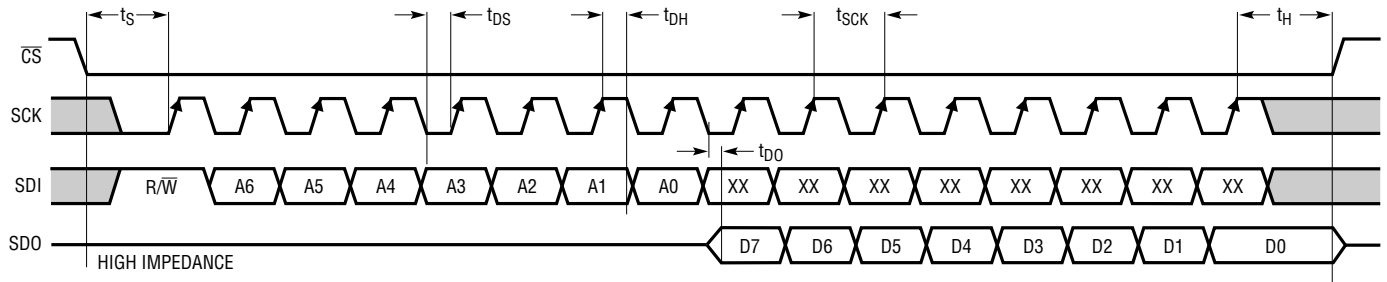 tS tDS tDH tSCK tH
CS
SCK
tDO
SDI R/W A6 A5 A4 A3 A2 A1 A0 XX XX XX XX XX XX XX XX
SDO D7 D6 D5 D4 D3 D2 D1 D0
HIGH IMPEDANCE